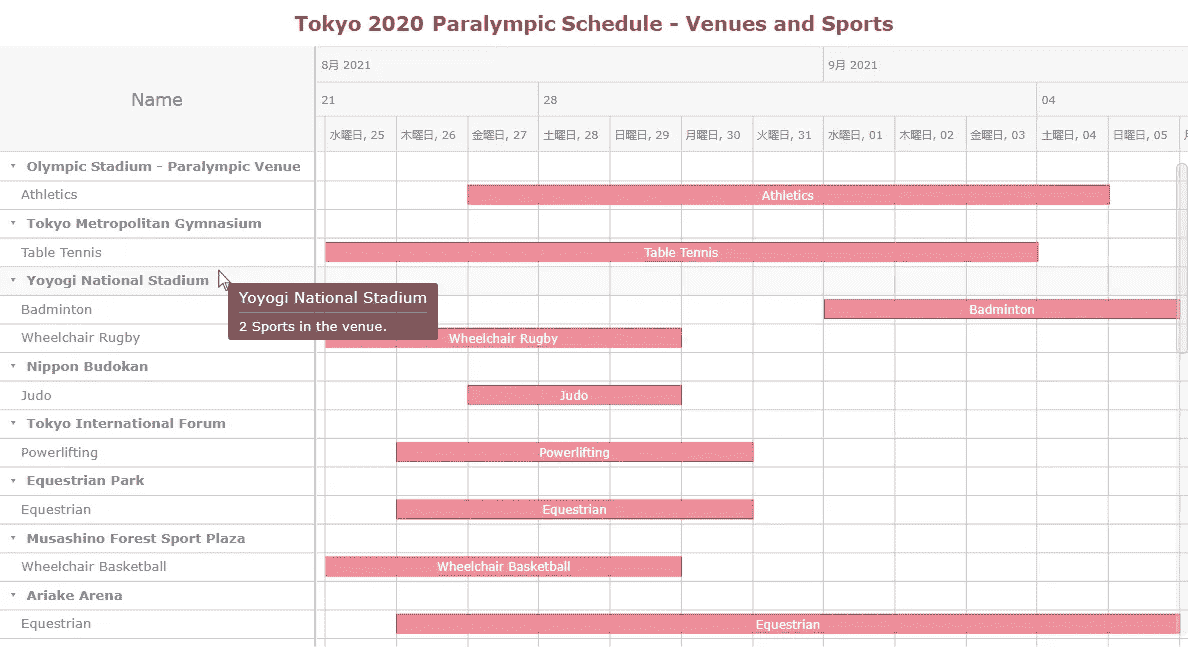 Tokyo 2020 Paralympic Schedule - Venues and Sports
Name
8月 2021 9月 2021
21 28 04
水曜日, 25 木曜日, 26 金曜日, 27 土曜日, 28 日曜日, 29 月曜日, 30 火曜日, 31 水曜日, 01 木曜日, 02 金曜日, 03 土曜日, 04 日曜日, 05
Olympic Stadium - Paralympic Venue
Athletics Athletics
Tokyo Metropolitan Gymnasium
Table Tennis Table Tennis
Yoyogi National Stadium
Yoyogi National Stadium
2 Sports in the venue.
Badminton Badminton
Wheelchair Rugby Wheelchair Rugby
Nippon Budokan
Judo Judo
Tokyo International Forum
Powerlifting Powerlifting
Equestrian Park
Equestrian Equestrian
Musashino Forest Sport Plaza
Wheelchair Basketball Wheelchair Basketball
Ariake Arena
Equestrian Equestrian